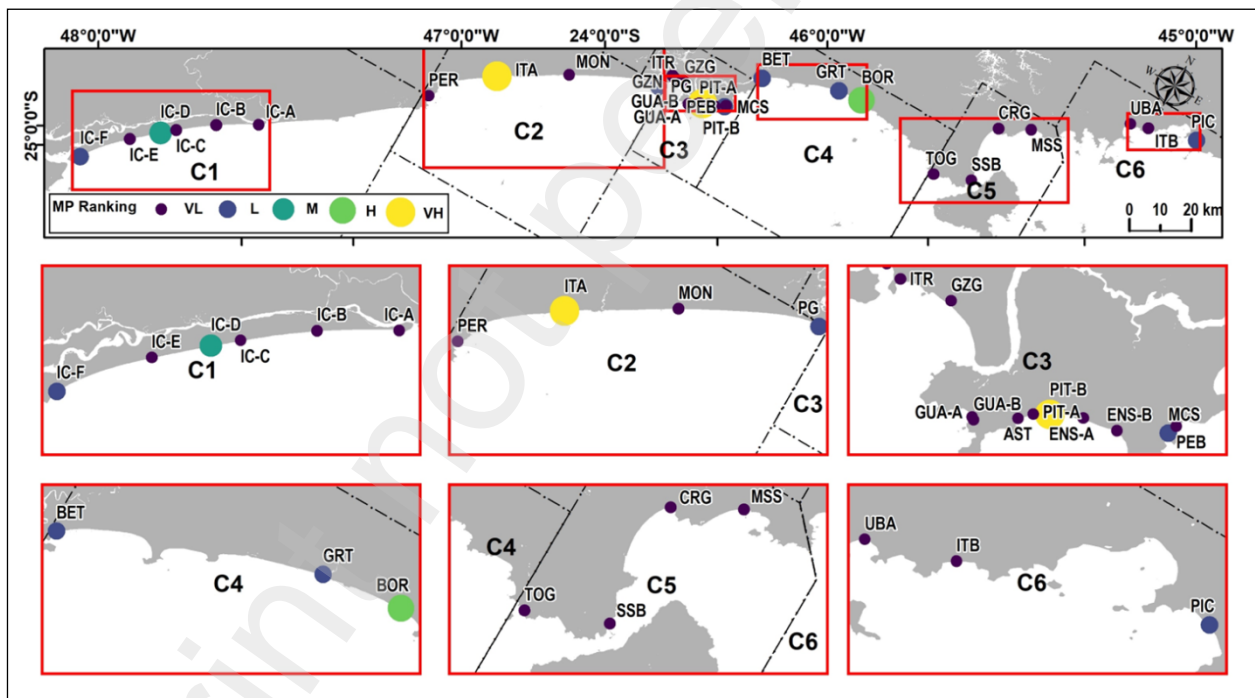 48°0'0"W 47°0'0"W 24°0'0"W 46°0'0"W 45°0'0"W
25°0'0"S
IC-F IC-E IC-D IC-C IC-B IC-A
C1
PER ITA MON
C2
ITR GZG
GZN PG PIT-A
GUA-B PEB MCS
GUA-A PIT-B
C3
BET GRT BOR
C4
TOG SSB CRG MSS
C5
UBA ITB PIC
C6
W S N E
0 10 20 km
MP Ranking VL L M H VH
IC-F IC-E IC-D IC-C IC-B IC-A
C1
PER ITA MON PG
C2
C3
ITR GZG
C3
PIT-B
GUA-A GUA-B PIT-A ENS-B MCS
AST ENS-A PEB
BET GRT BOR
C4
CRG MSS
C4
C5
TOG SSB
C6
UBA ITB
C6
PIC
rint not pee